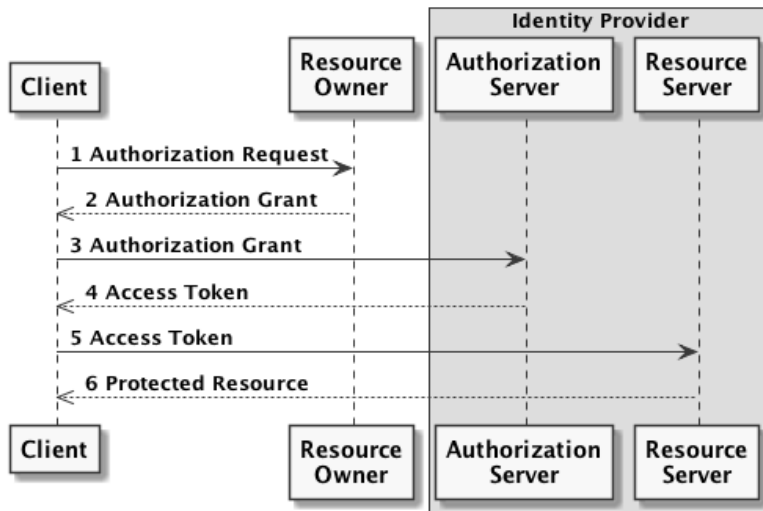 Identity Provider
Client
Resource
Owner
Authorization
Server
Resource
Server
1 Authorization Request
2 Authorization Grant
3 Authorization Grant
4 Access Token
5 Access Token
6 Protected Resource
Client
Resource
Owner
Authorization
Server
Resource
Server